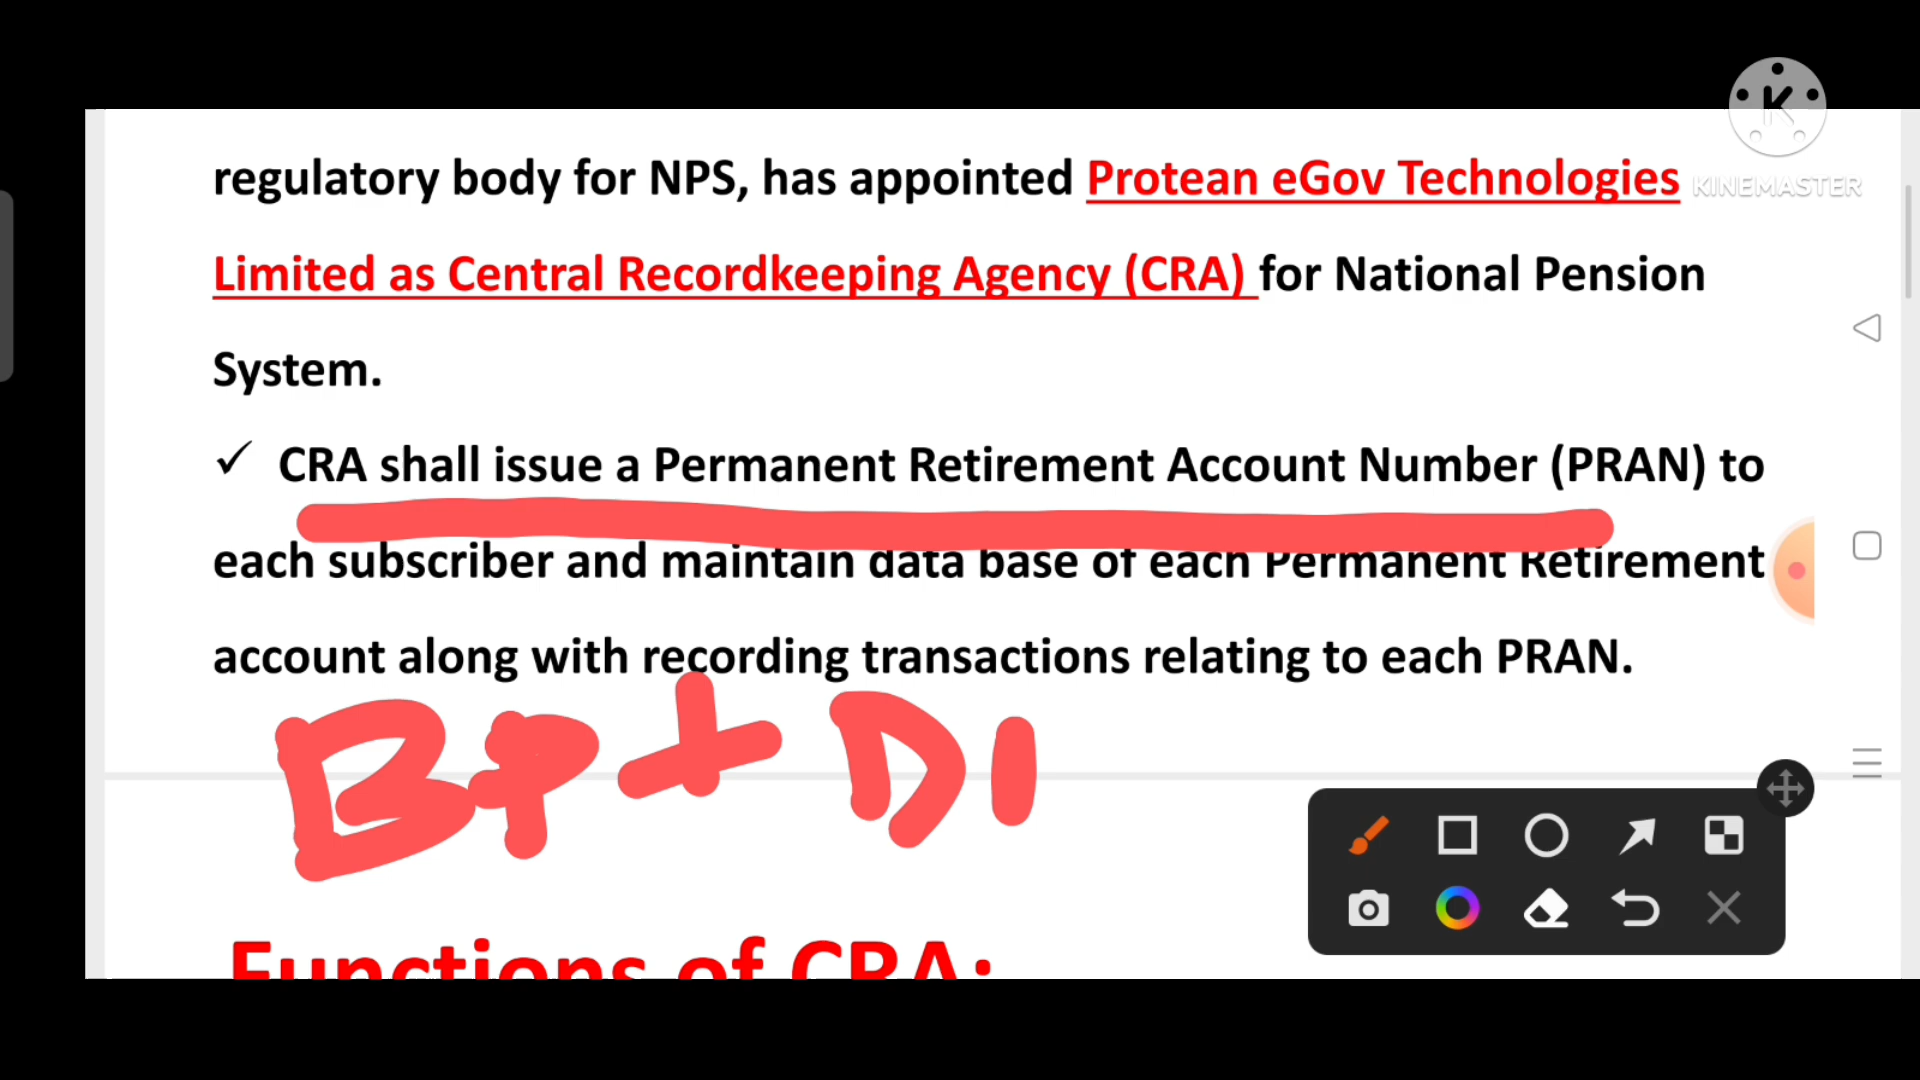 regulatory body for NPS, has appointed Protean eGov Technologies
KINEMASTER
Limited as Central Recordkeeping Agency (CRA) for National Pension
System.
✓ CRA shall issue a Permanent Retirement Account Number (PRAN) to
each subscriber and maintain data base of each Permanent Retirement
account along with recording transactions relating to each PRAN.
BP + DI
Functions of CRA: